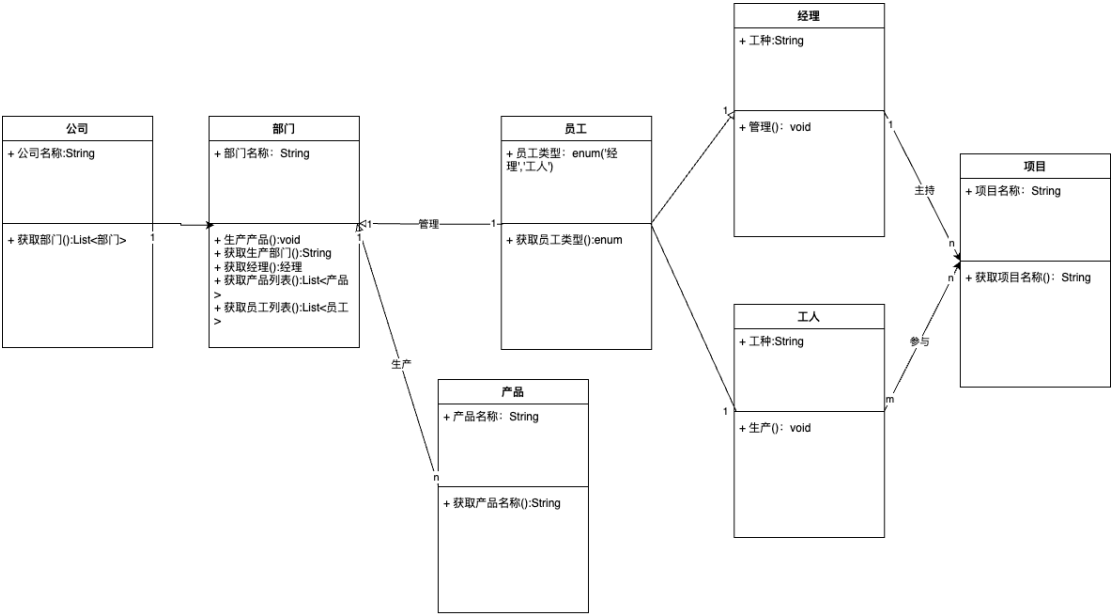 公司
+ 公司名称:String
+ 获取部门():List<部门>
1
部门
+ 部门名称：String
+ 生产产品():void
+ 获取生产部门():String
+ 获取经理():经理
+ 获取产品列表():List<产品
>
+ 获取员工列表():List<员工
>
1
管理
1
1
生产
n
员工
+ 员工类型：enum('经
理','工人')
+ 获取员工类型():enum
产品
+ 产品名称：String
+ 获取产品名称():String
经理
+ 工种:String
+ 管理()：void
1
1
主持
n
工人
+ 工种:String
+ 生产()：void
1
m
参与
n
项目
+ 项目名称：String
+ 获取项目名称()：String